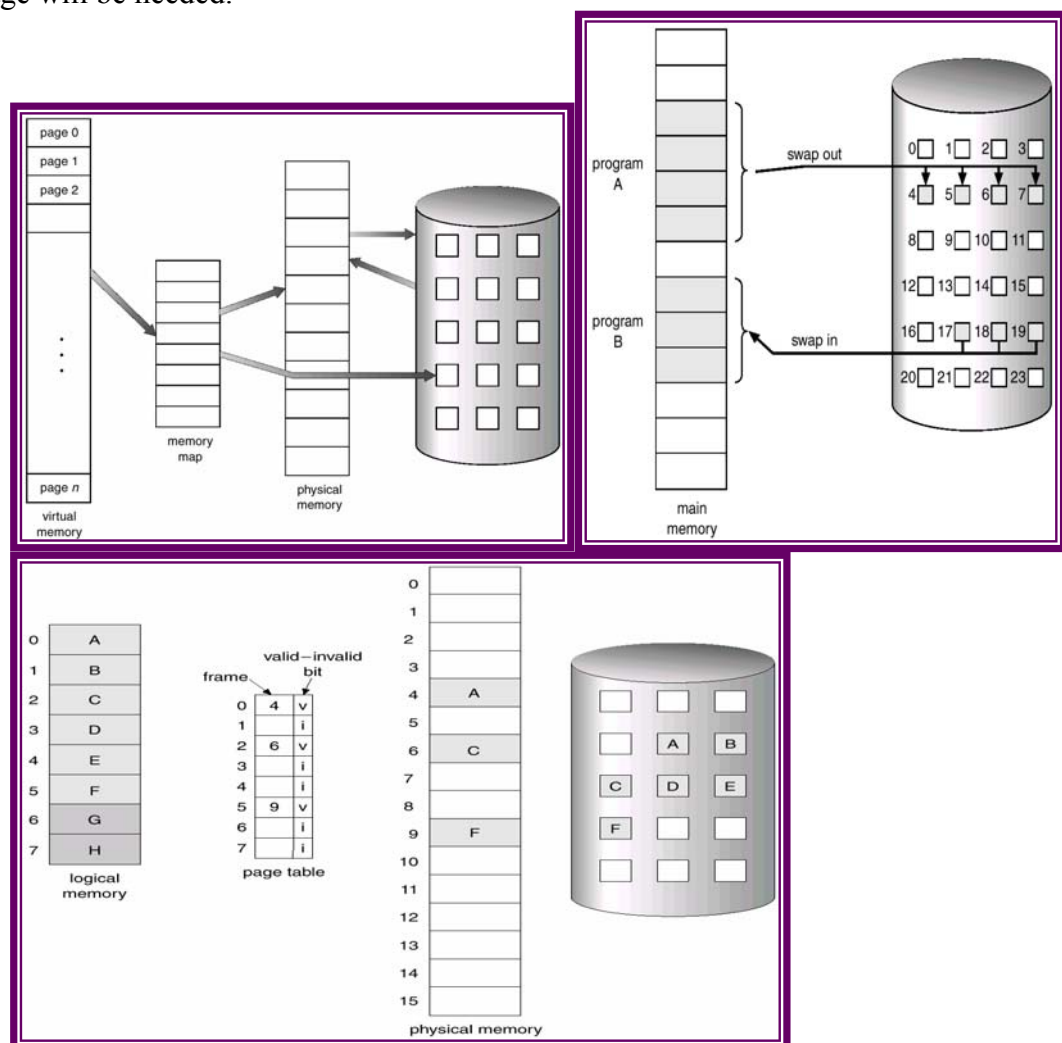 ge will be needed.
page 0
page 1
page 2
page n
virtual
memory
memory
map
physical
memory
program
A
program
B
main
memory
swap out
swap in
0 1 2 3
4 5 6 7
8 9 10 11
12 13 14 15
16 17 18 19
20 21 22 23
0 A
1 B
2 C
3 D
4 E
5 F
6 G
7 H
logical
memory
valid–invalid
bit
frame
0 4 v
1 i
2 6 v
3 i
4 i
5 9 v
6 i
7 i
page table
0
1
2
3
4 A
5
6 C
7
8
9 F
10
11
12
13
14
15
physical memory
A B
C D E
F